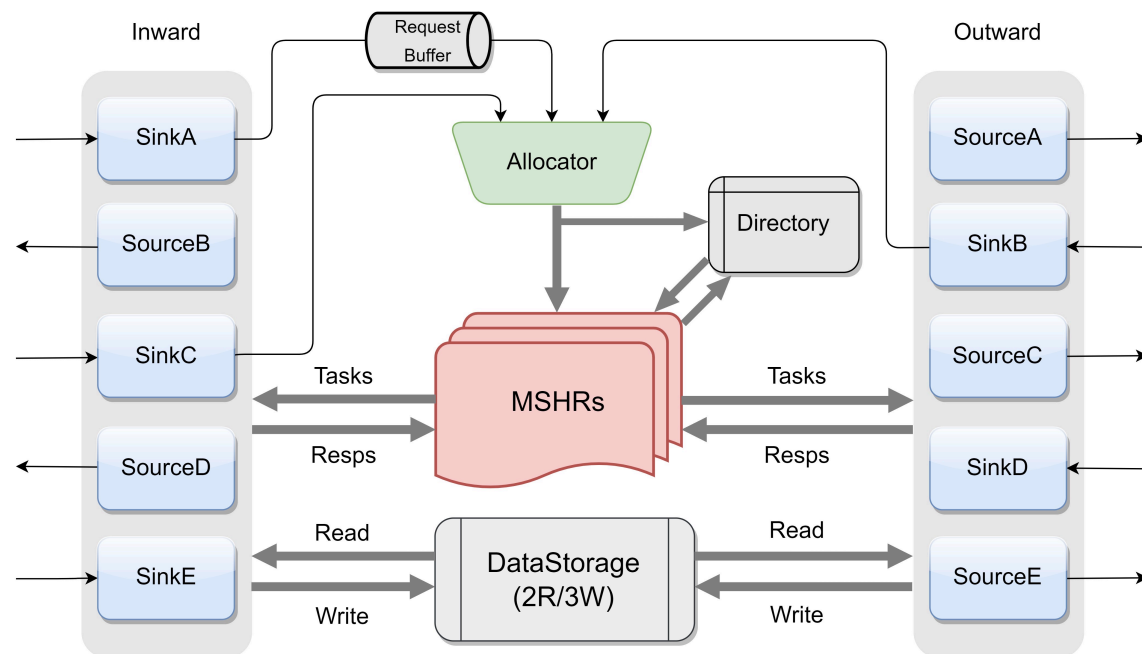 Inward
Request
Buffer
Outward
SinkA
Allocator
SourceA
SourceB
Directory
SinkB
SinkC
Tasks
MSHRs
Tasks
SourceC
Resps
Resps
SourceD
SinkD
Read
DataStorage
(2R/3W)
Read
SinkE
Write
Write
SourceE